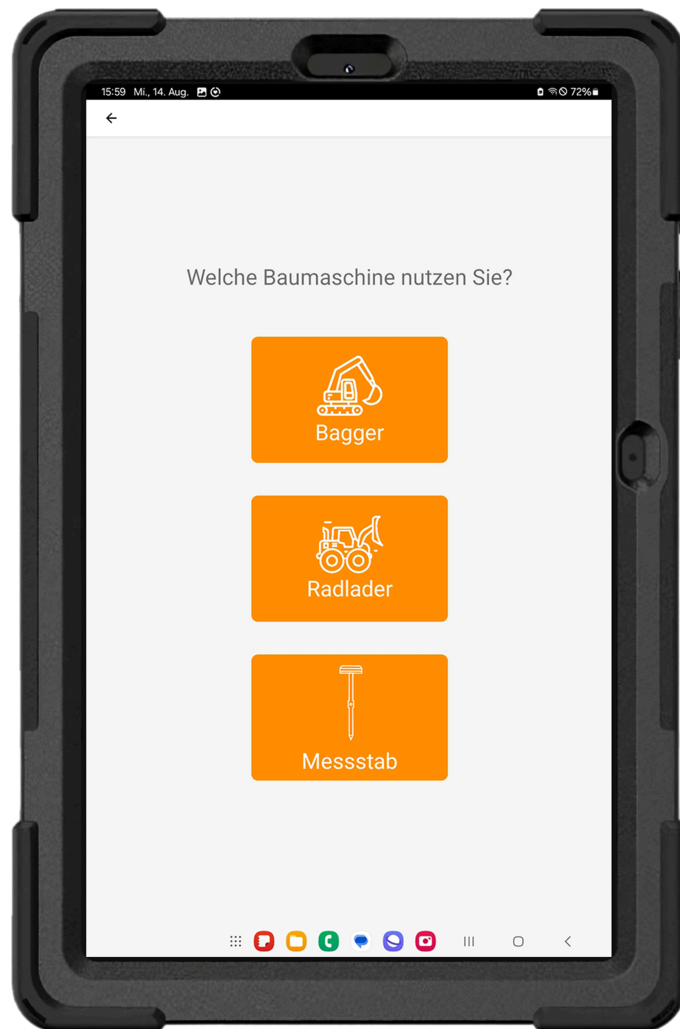 15:59 Mi., 14. Aug. 72%
Welche Baumaschine nutzen Sie?
Bagger
Radlader
Messstab